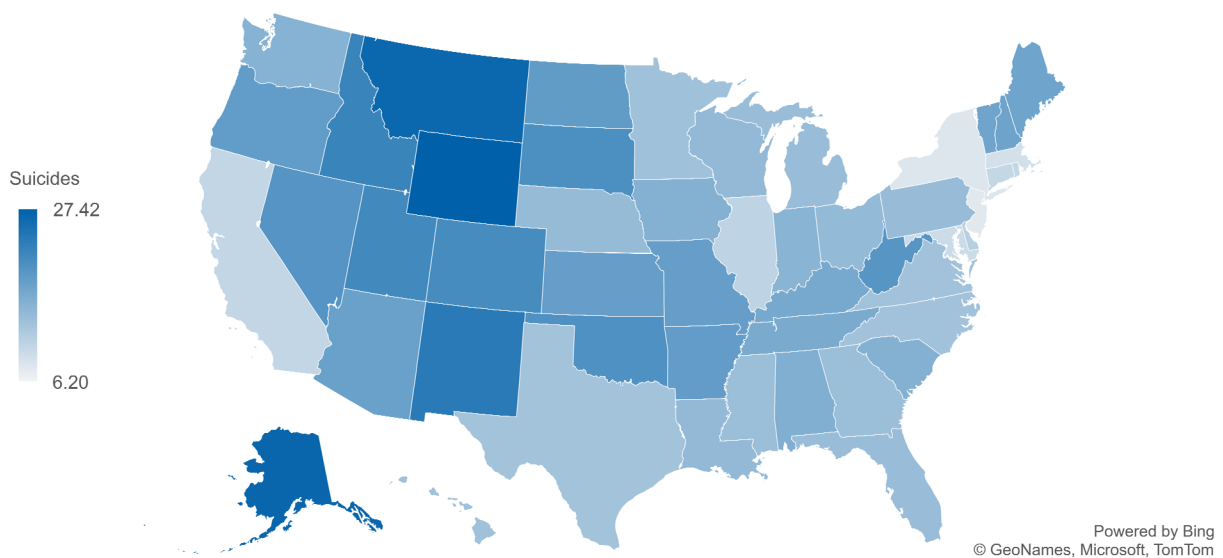 Suicides
27.42
6.20
Powered by Bing
© GeoNames, Microsoft, TomTom